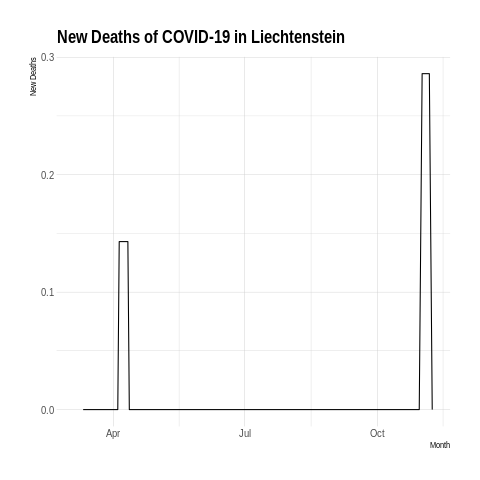 New Deaths of COVID-19 in Liechtenstein
New Deaths
0.3
0.2
0.1
0.0
Apr Jul Oct
Month